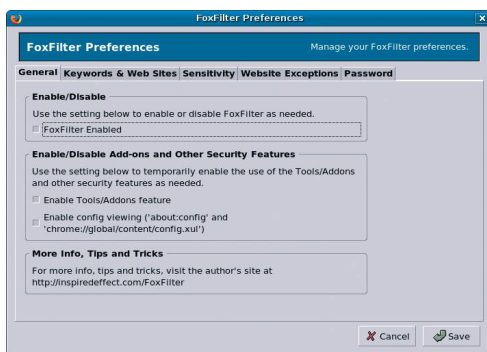 FoxFilter Preferences
FoxFilter Preferences
Manage your FoxFilter preferences.
General Keywords & Web Sites Sensitivity Website Exceptions Password
Enable/Disable
Use the setting below to enable or disable FoxFilter as needed.
FoxFilter Enabled
Enable/Disable Add-ons and Other Security Features
Use the setting below to temporarily enable the use of the Tools/Addons
and other security features as needed.
Enable Tools/Addons feature
Enable config viewing ('about:config' and
'chrome://global/content/config.xul')
More Info, Tips and Tricks
For more info, tips and tricks, visit the author's site at
http://inspiredeffect.com/FoxFilter
Cancel Save